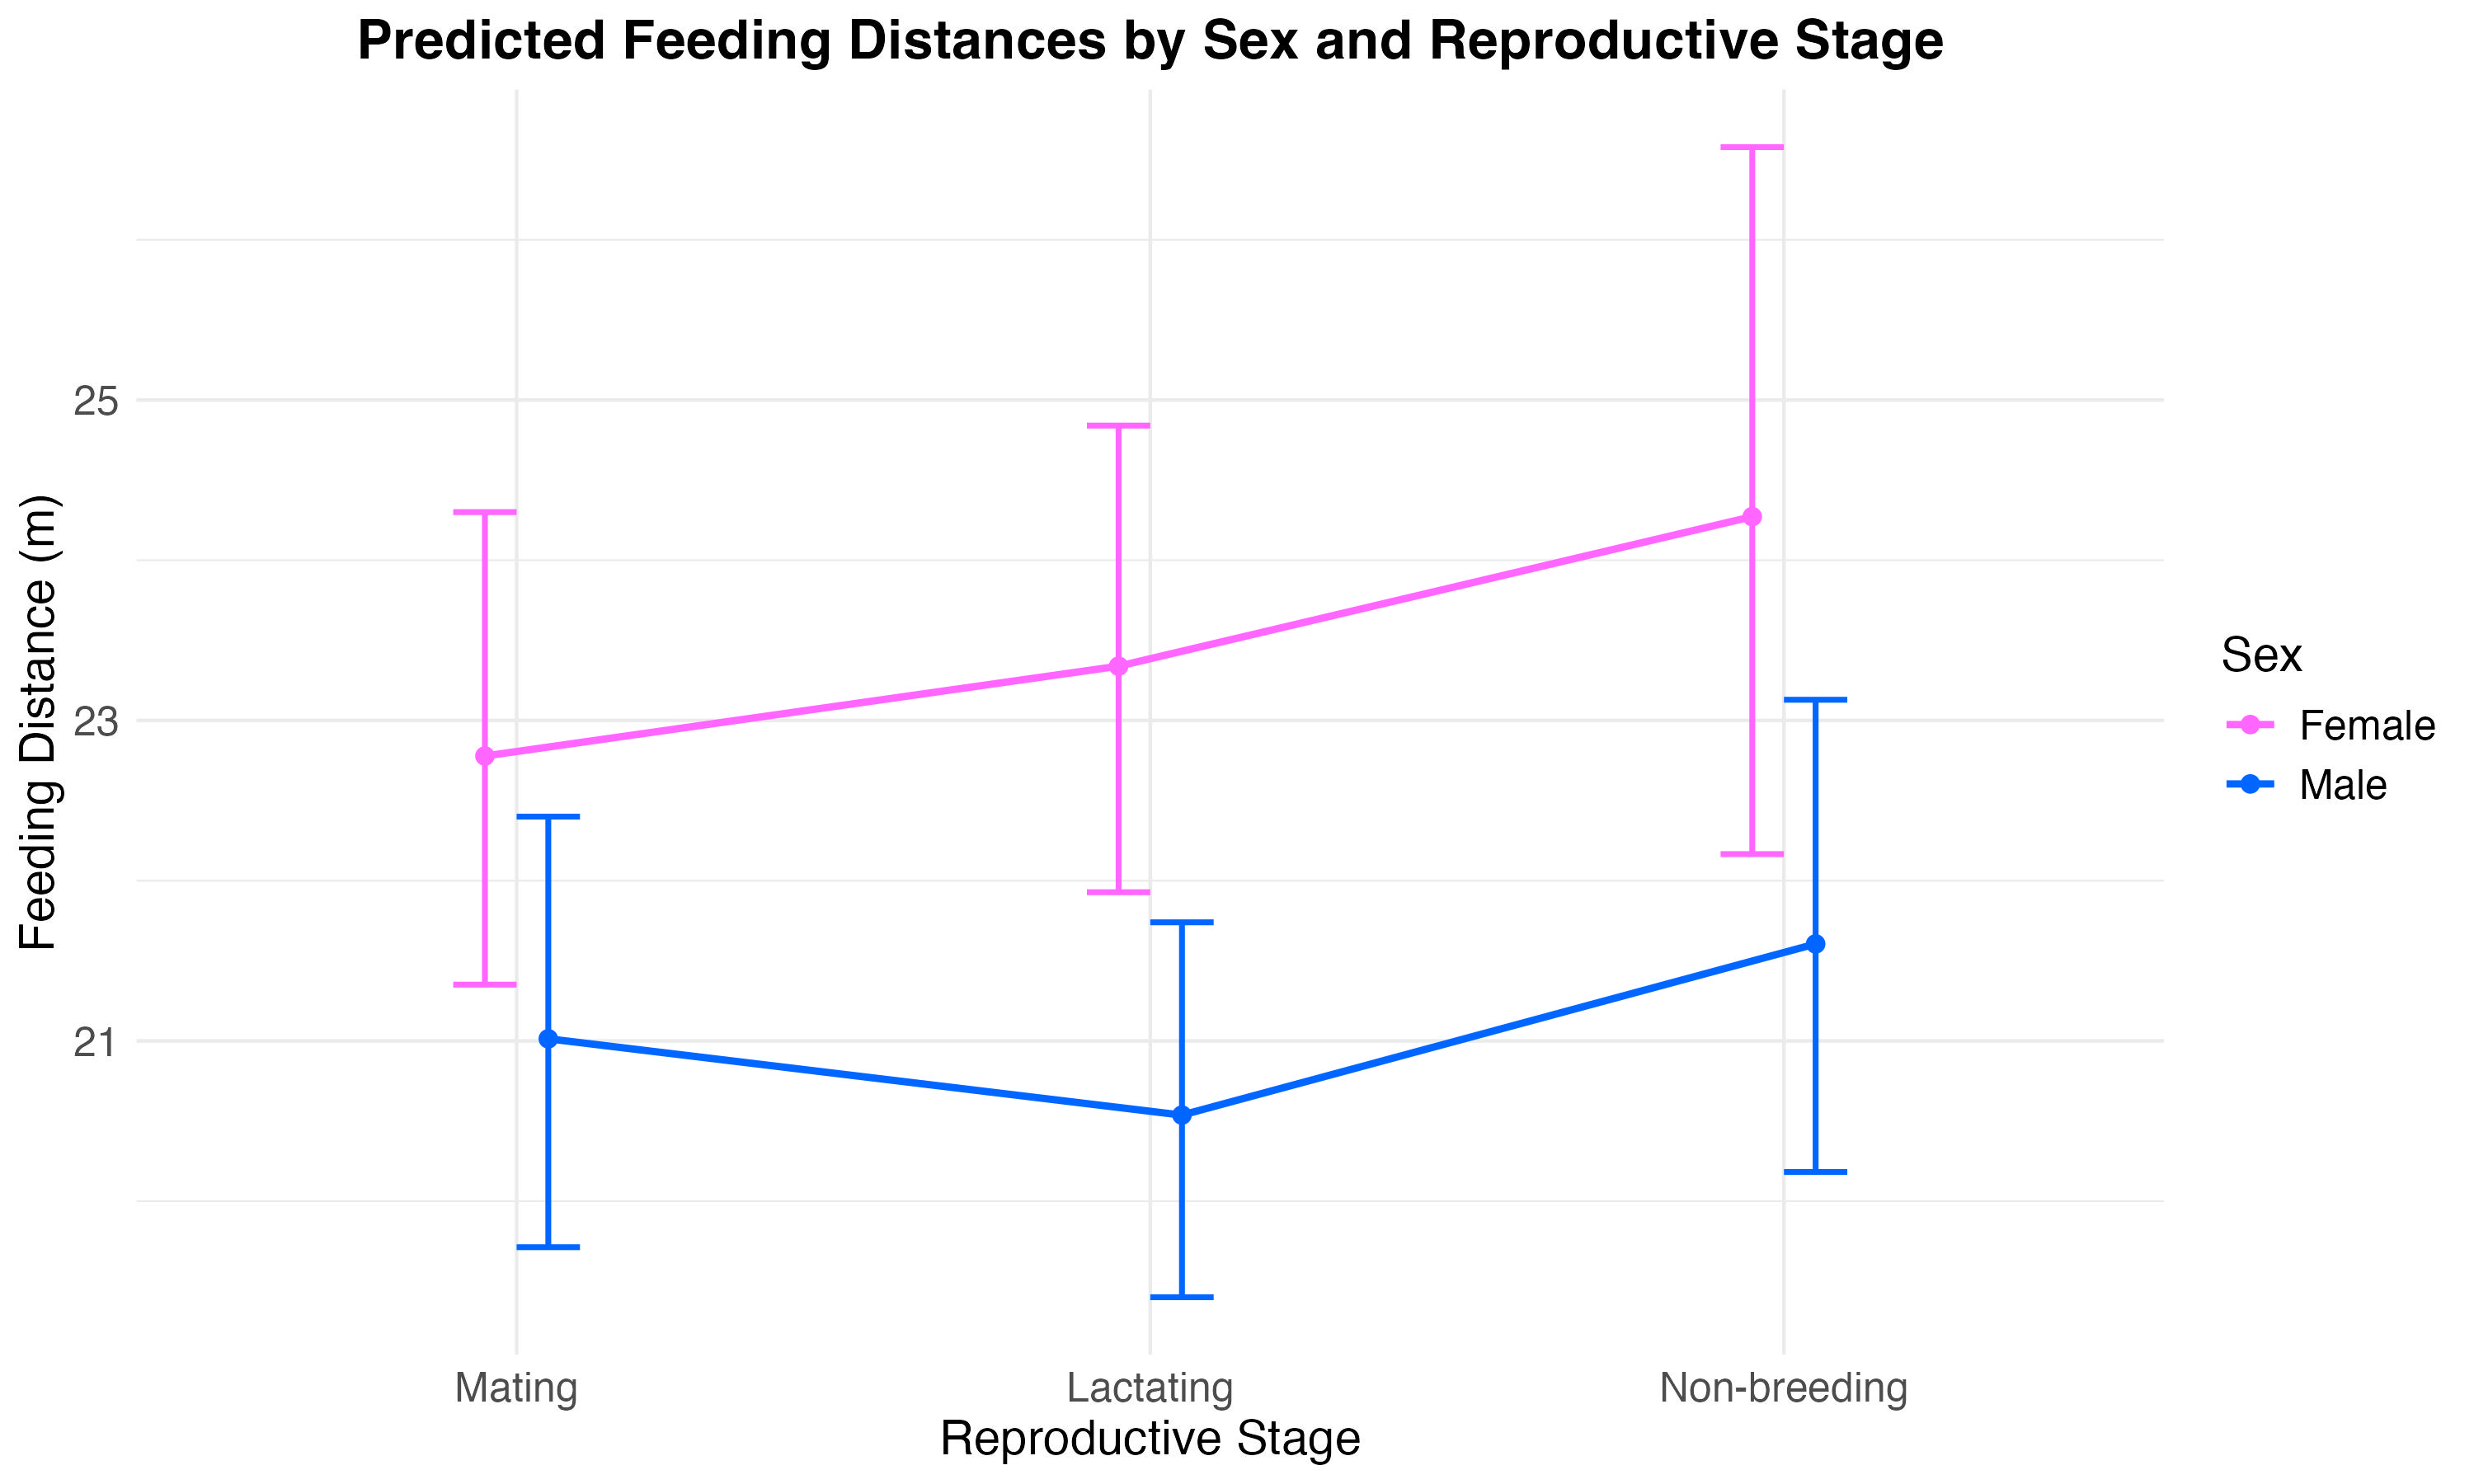 Predicted Feeding Distances by Sex and Reproductive Stage
Feeding Distance (m)
25
23
21
Mating
Lactating
Non-breeding
Reproductive Stage
Sex
Female
Male